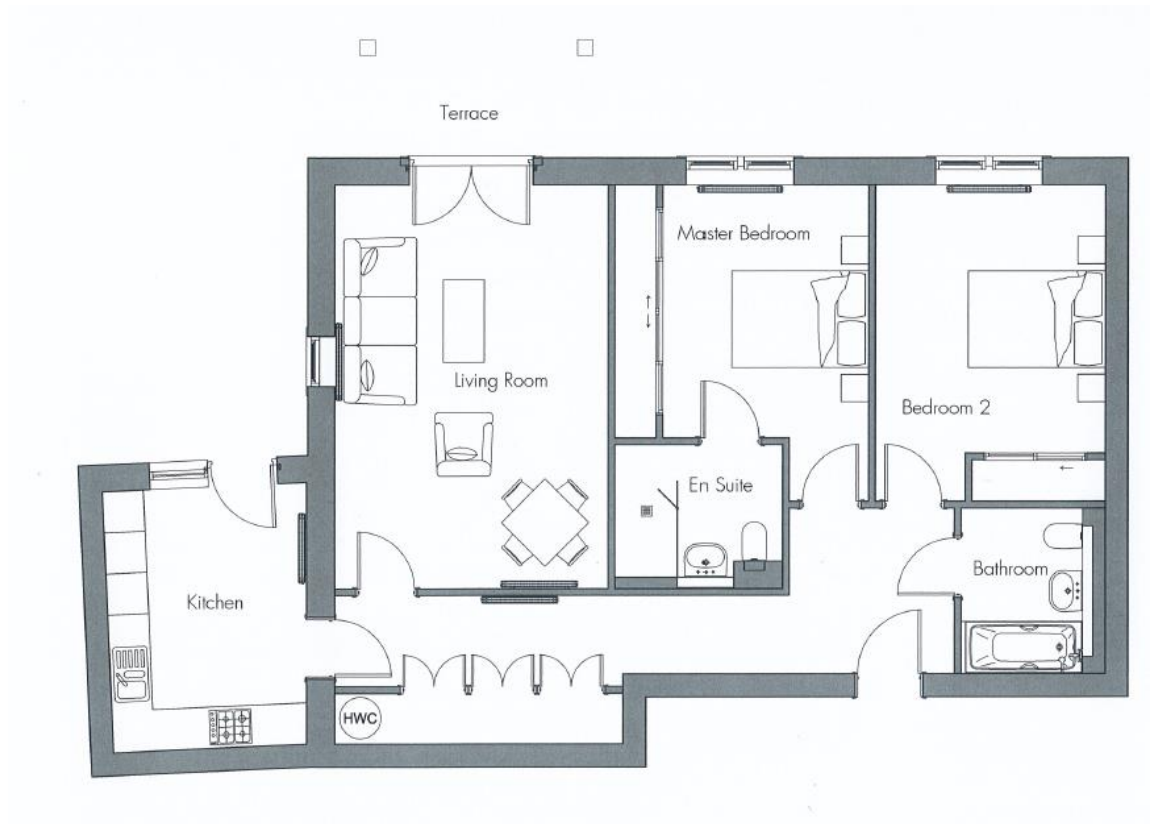 Terrace
Master Bedroom
Living Room
Bedroom 2
En Suite
Bathroom
Kitchen
HWC